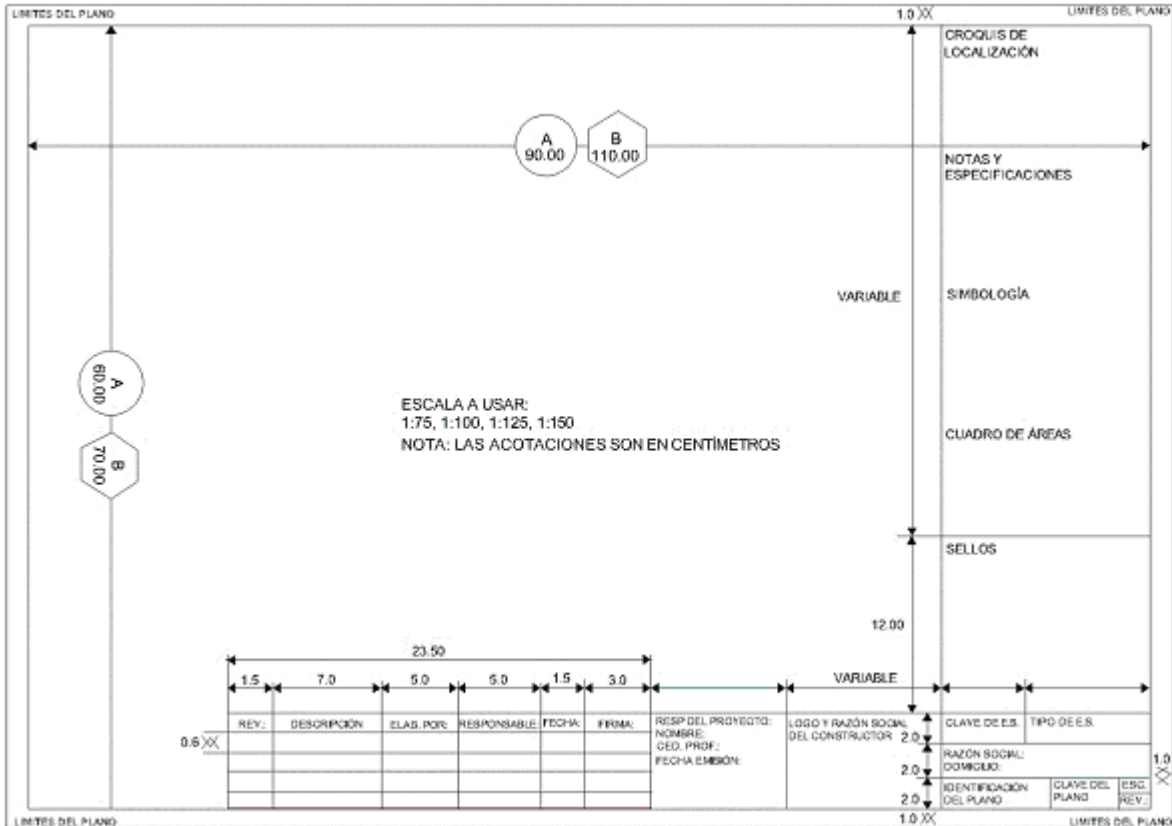 LIMITES DEL PLANO
1.0
LIMITES DEL PLANO
CROQUIS DE
LOCALIZACIÓN
A
90.00
B
110.00
NOTAS Y
ESPECIFICACIONES
VARIABLE
SIMBOLOGÍA
A
60.00
B
70.00
ESCALA A USAR:
1:75, 1:100, 1:125, 1:150
NOTA: LAS ACOTACIONES SON EN CENTÍMETROS
CUADRO DE ÁREAS
SELLOS
12.00
23.50
1.5 7.0 5.0 5.0 1.5 3.0
VARIABLE
REV.: DESCRIPCIÓN ELAB. POR: RESPONSABLE: FECHA: FIRMA:
0.6
RESP DEL PROYECTO:
NOMBRE:
CED. PROF.:
FECHA EMISIÓN:
LOGO Y RAZÓN SOCIAL
DEL CONSTRUCTOR
2.0
2.0
2.0
CLAVE DE E.S. TIPO DE E.S.
RAZÓN SOCIAL:
DOMICILIO:
IDENTIFICACIÓN
DEL PLANO
CLAVE DEL
PLANO
ESC.
REV.:
1.0
LIMITES DEL PLANO
1.0
LIMITES DEL PLANO